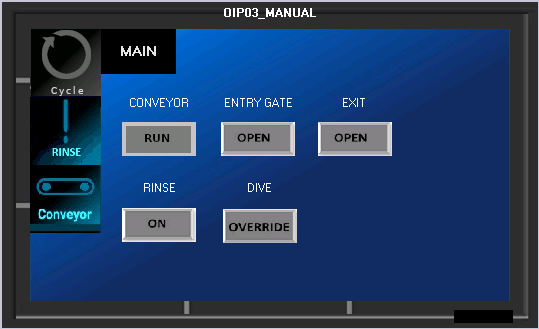 OIP03_MANUAL
MAIN
Cycle
CONVEYOR
ENTRY GATE
EXIT
RUN
OPEN
OPEN
RINSE
RINSE
DIVE
Conveyor
ON
OVERRIDE